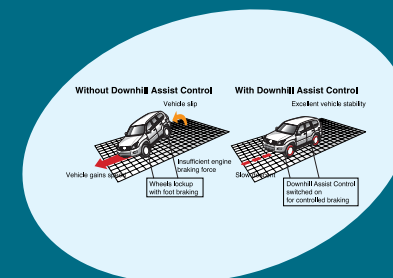 Without Downhill Assist Control
Vehicle slip
Insufficient engine
braking force
Vehicle gains speed
Wheels lockup
with foot braking
With Downhill Assist Control
Excellent vehicle stability
Slow descent
Downhill Assist Control
switched on
for controlled braking